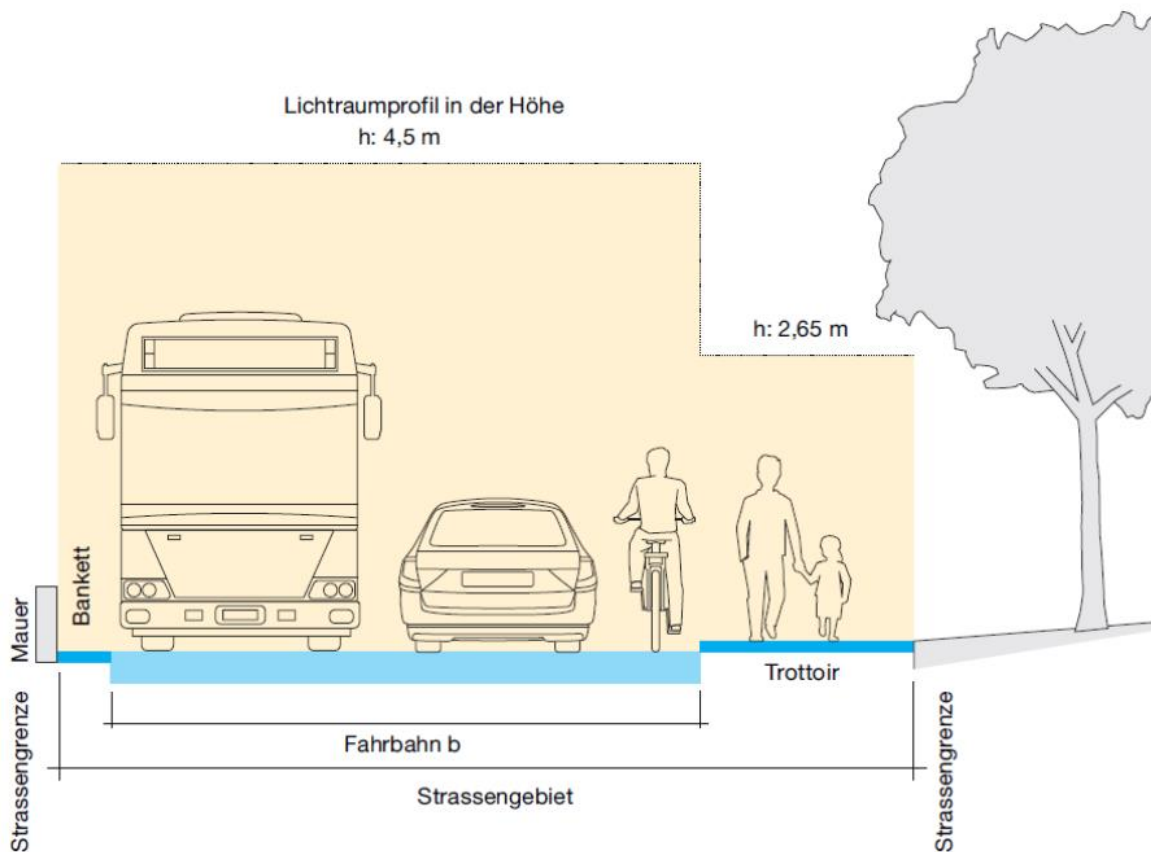 Lichtraumprofil in der Höhe
h: 4,5 m
h: 2,65 m
Bankett
Mauer
Trottoir
Strassengrenze
Fahrbahn b
Strassengebiet
Strassengrenze